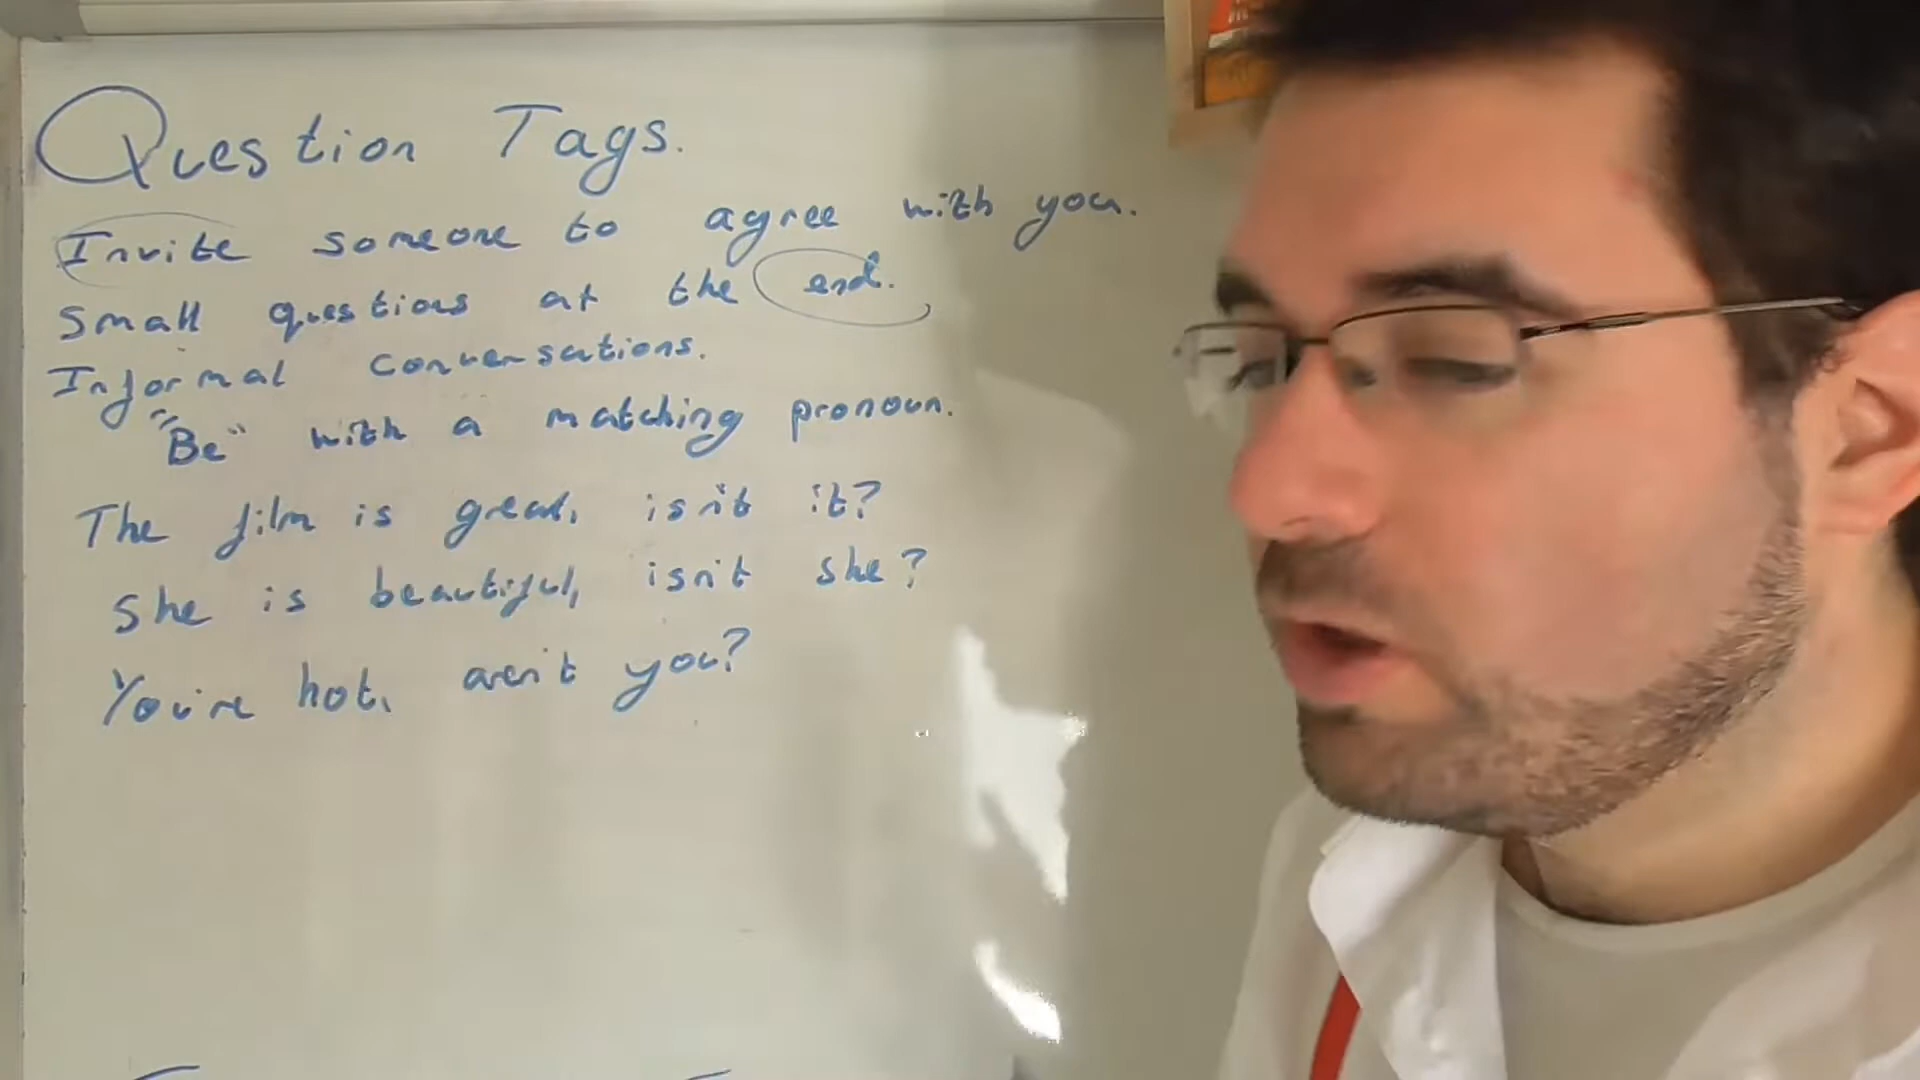 Question Tags.
Invite someone to agree with you.
Small questions at the end.
Informal conversations.
"Be" with a matching pronoun.
The film is great, isn't it?
She is beautiful, isn't she?
You're hot, aren't you?